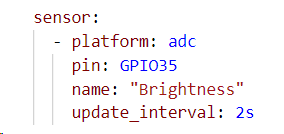 sensor:
  - platform: adc
    pin: GPIO35
    name: "Brightness"
    update_interval: 2s